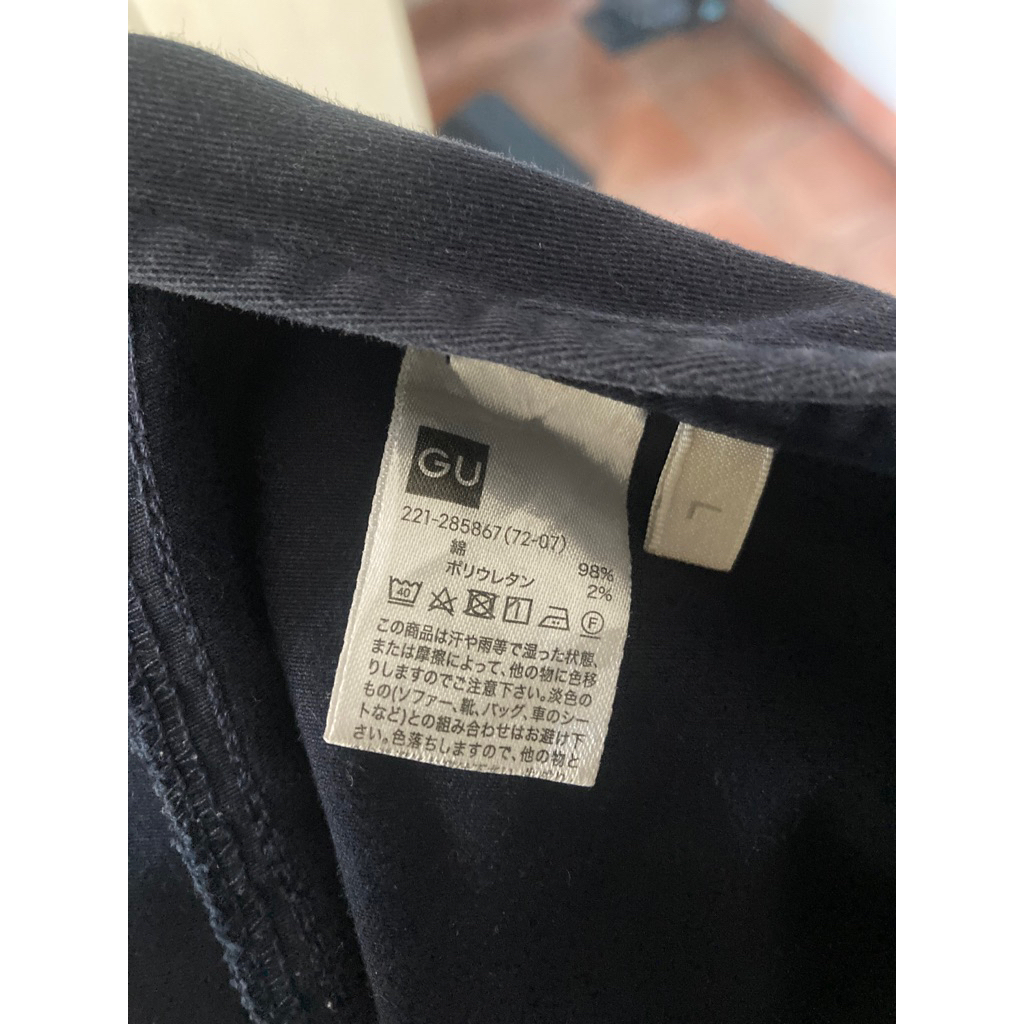 GU
221-285867(72-07)
綿 98%
ポリウレタン 2%
40
F
この商品は汗や雨等で湿った状態、
または摩擦によって、他の物に色移
りしますのでご注意下さい。淡色の
もの(ソファー、靴、バッグ、車のシー
トなど)との組み合わせはお避け下
さい。色落ちしますので、他の物と
L